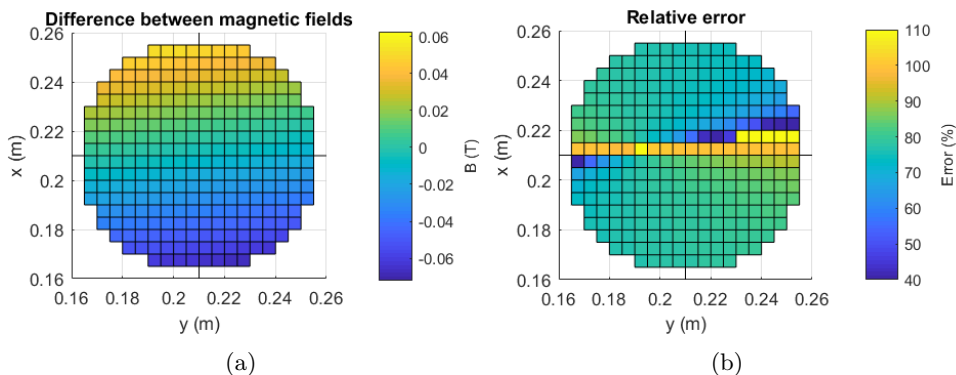 Difference between magnetic fields
0.26
0.24
0.22
0.2
0.18
0.16
x (m)
0.16 0.18 0.2 0.22 0.24 0.26
y (m)
0.06
0.04
0.02
0
-0.02
-0.04
-0.06
B (T)
(a)
Relative error
0.26
0.24
0.22
0.2
0.18
0.16
x (m)
0.16 0.18 0.2 0.22 0.24 0.26
y (m)
110
100
90
80
70
60
50
40
Error (%)
(b)